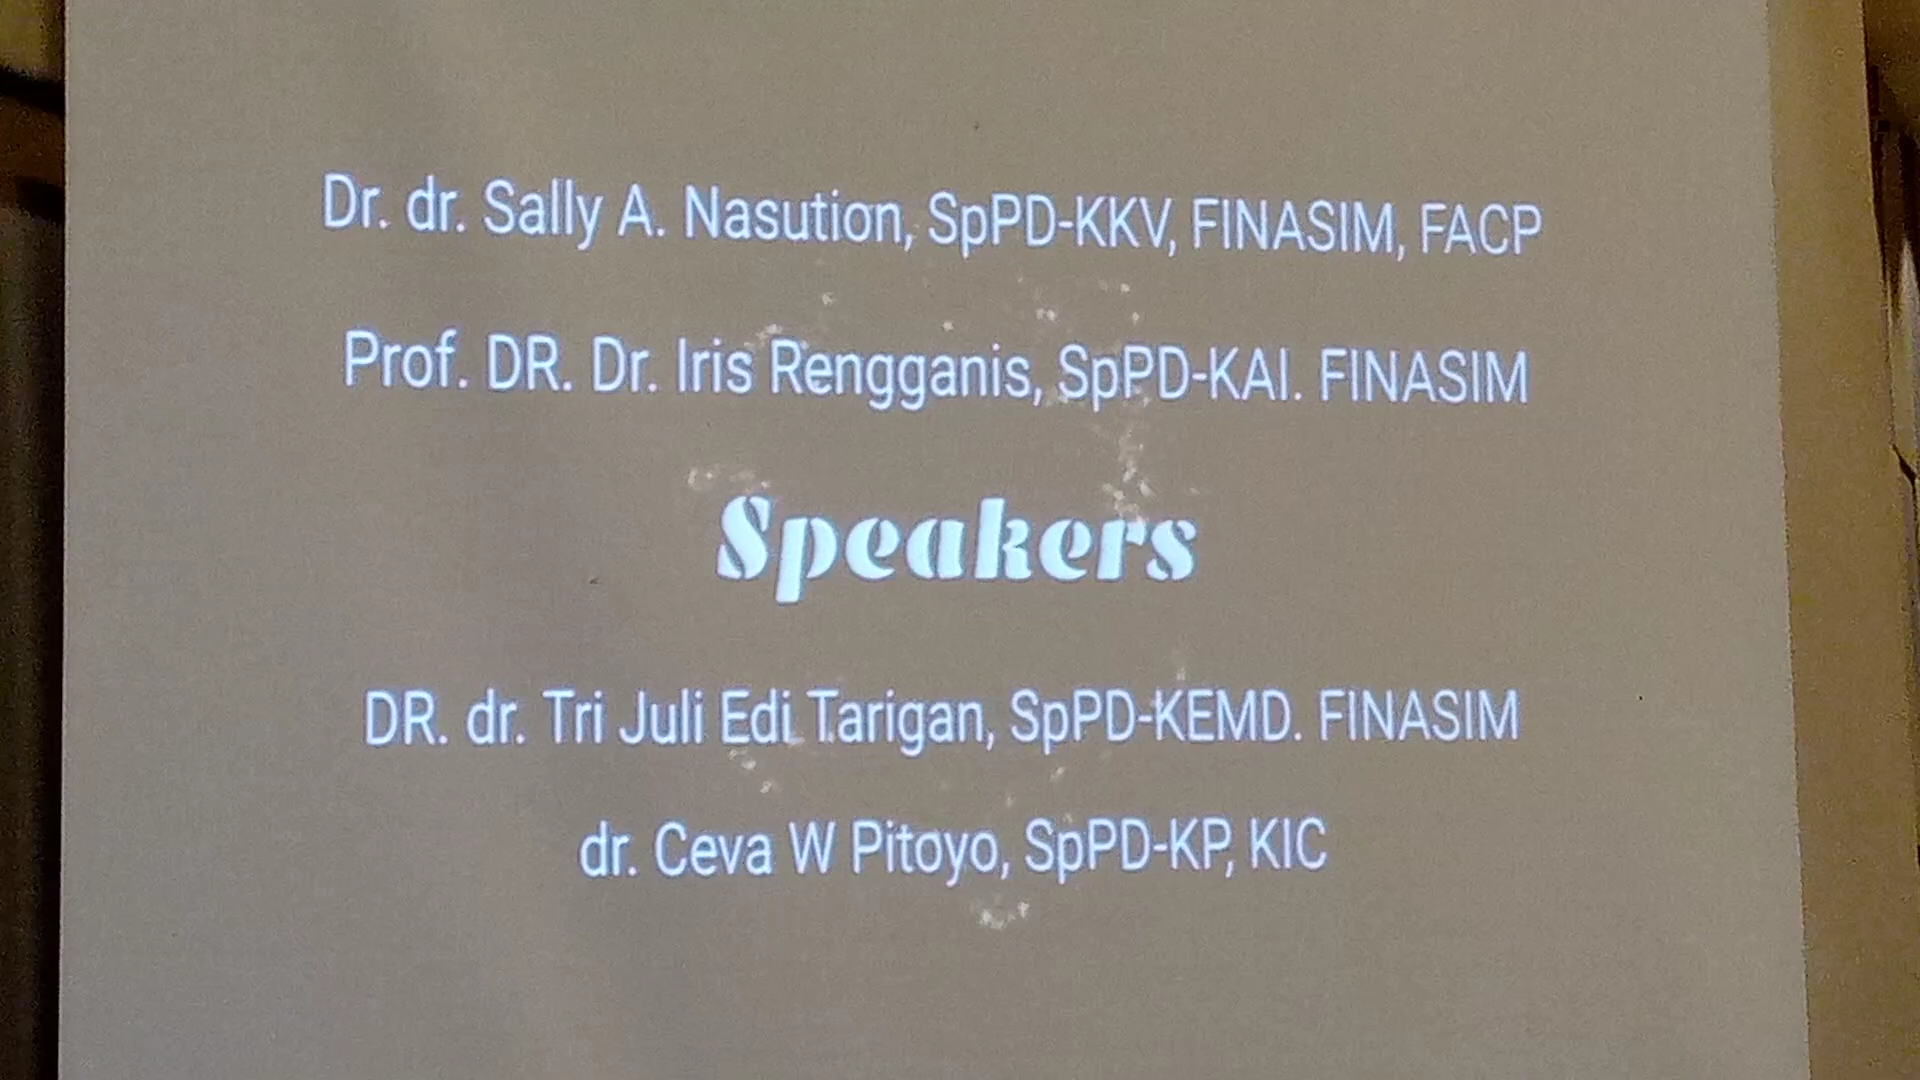 Dr. dr. Sally A. Nasution, SpPD-KKV, FINASIM, FACP
Prof. DR. Dr. Iris Rengganis, SpPD-KAI. FINASIM
Speakers
DR. dr. Tri Juli Edi Tarigan, SpPD-KEMD. FINASIM
dr. Ceva W Pitoyo, SpPD-KP, KIC